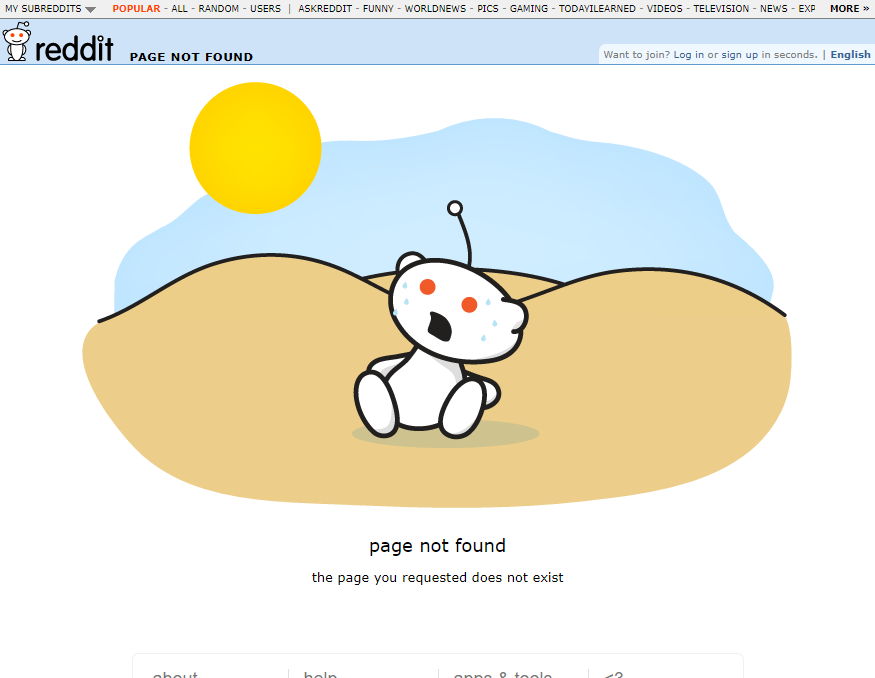 MY SUBREDDITS POPULAR - ALL - RANDOM - USERS | ASKREDDIT - FUNNY - WORLDNEWS - PICS - GAMING - TODAYILEARNED - VIDEOS - TELEVISION - NEWS - EXP MORE »
reddit PAGE NOT FOUND Want to join? Log in or sign up in seconds. | English
page not found
the page you requested does not exist
about help apps & tools <3